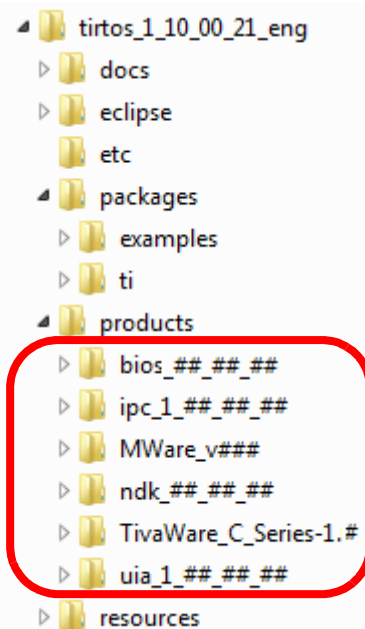 tirtos_1_10_00_21_eng
docs
eclipse
etc
packages
examples
ti
products
bios_##_##_##
ipc_1_##_##_##
MWare_v###
ndk_##_##_##
TivaWare_C_Series-1.#
uia_1_##_##_##
resources